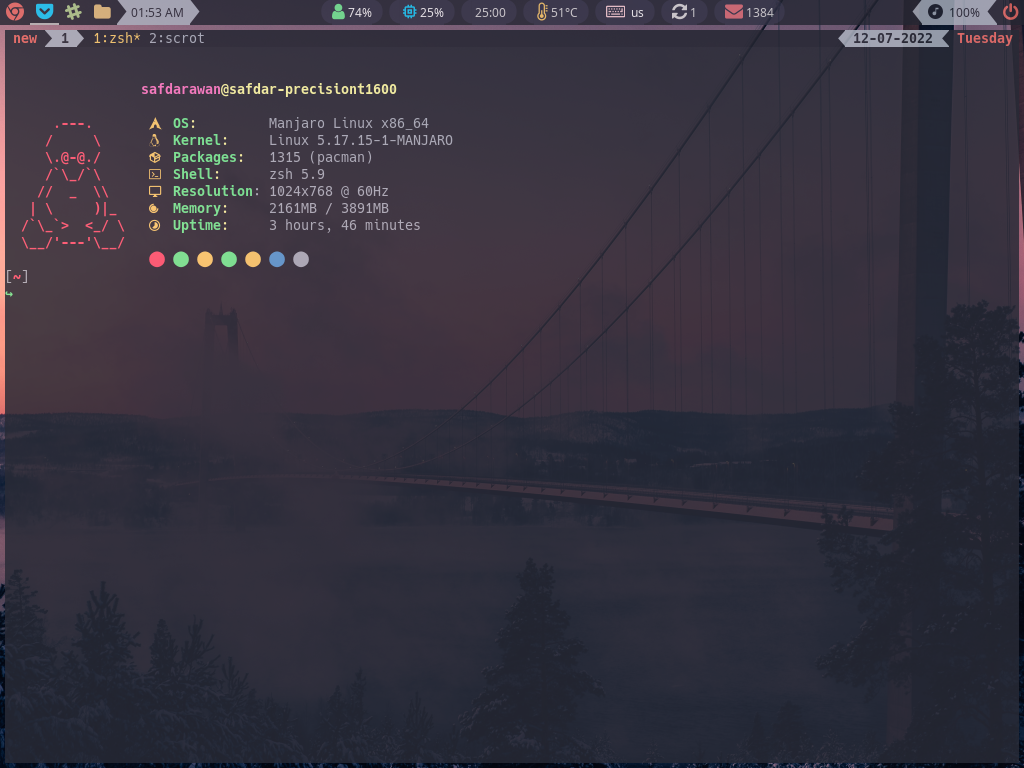 01:53 AM 74% 25% 25:00 51°C us 1 1384 100%
new 1 1:zsh* 2:scrot 12-07-2022 Tuesday
safdarawan@safdar-precisiont1600
OS: Manjaro Linux x86_64
Kernel: Linux 5.17.15-1-MANJARO
Packages: 1315 (pacman)
Shell: zsh 5.9
Resolution: 1024x768 @ 60Hz
Memory: 2161MB / 3891MB
Uptime: 3 hours, 46 minutes
[~]